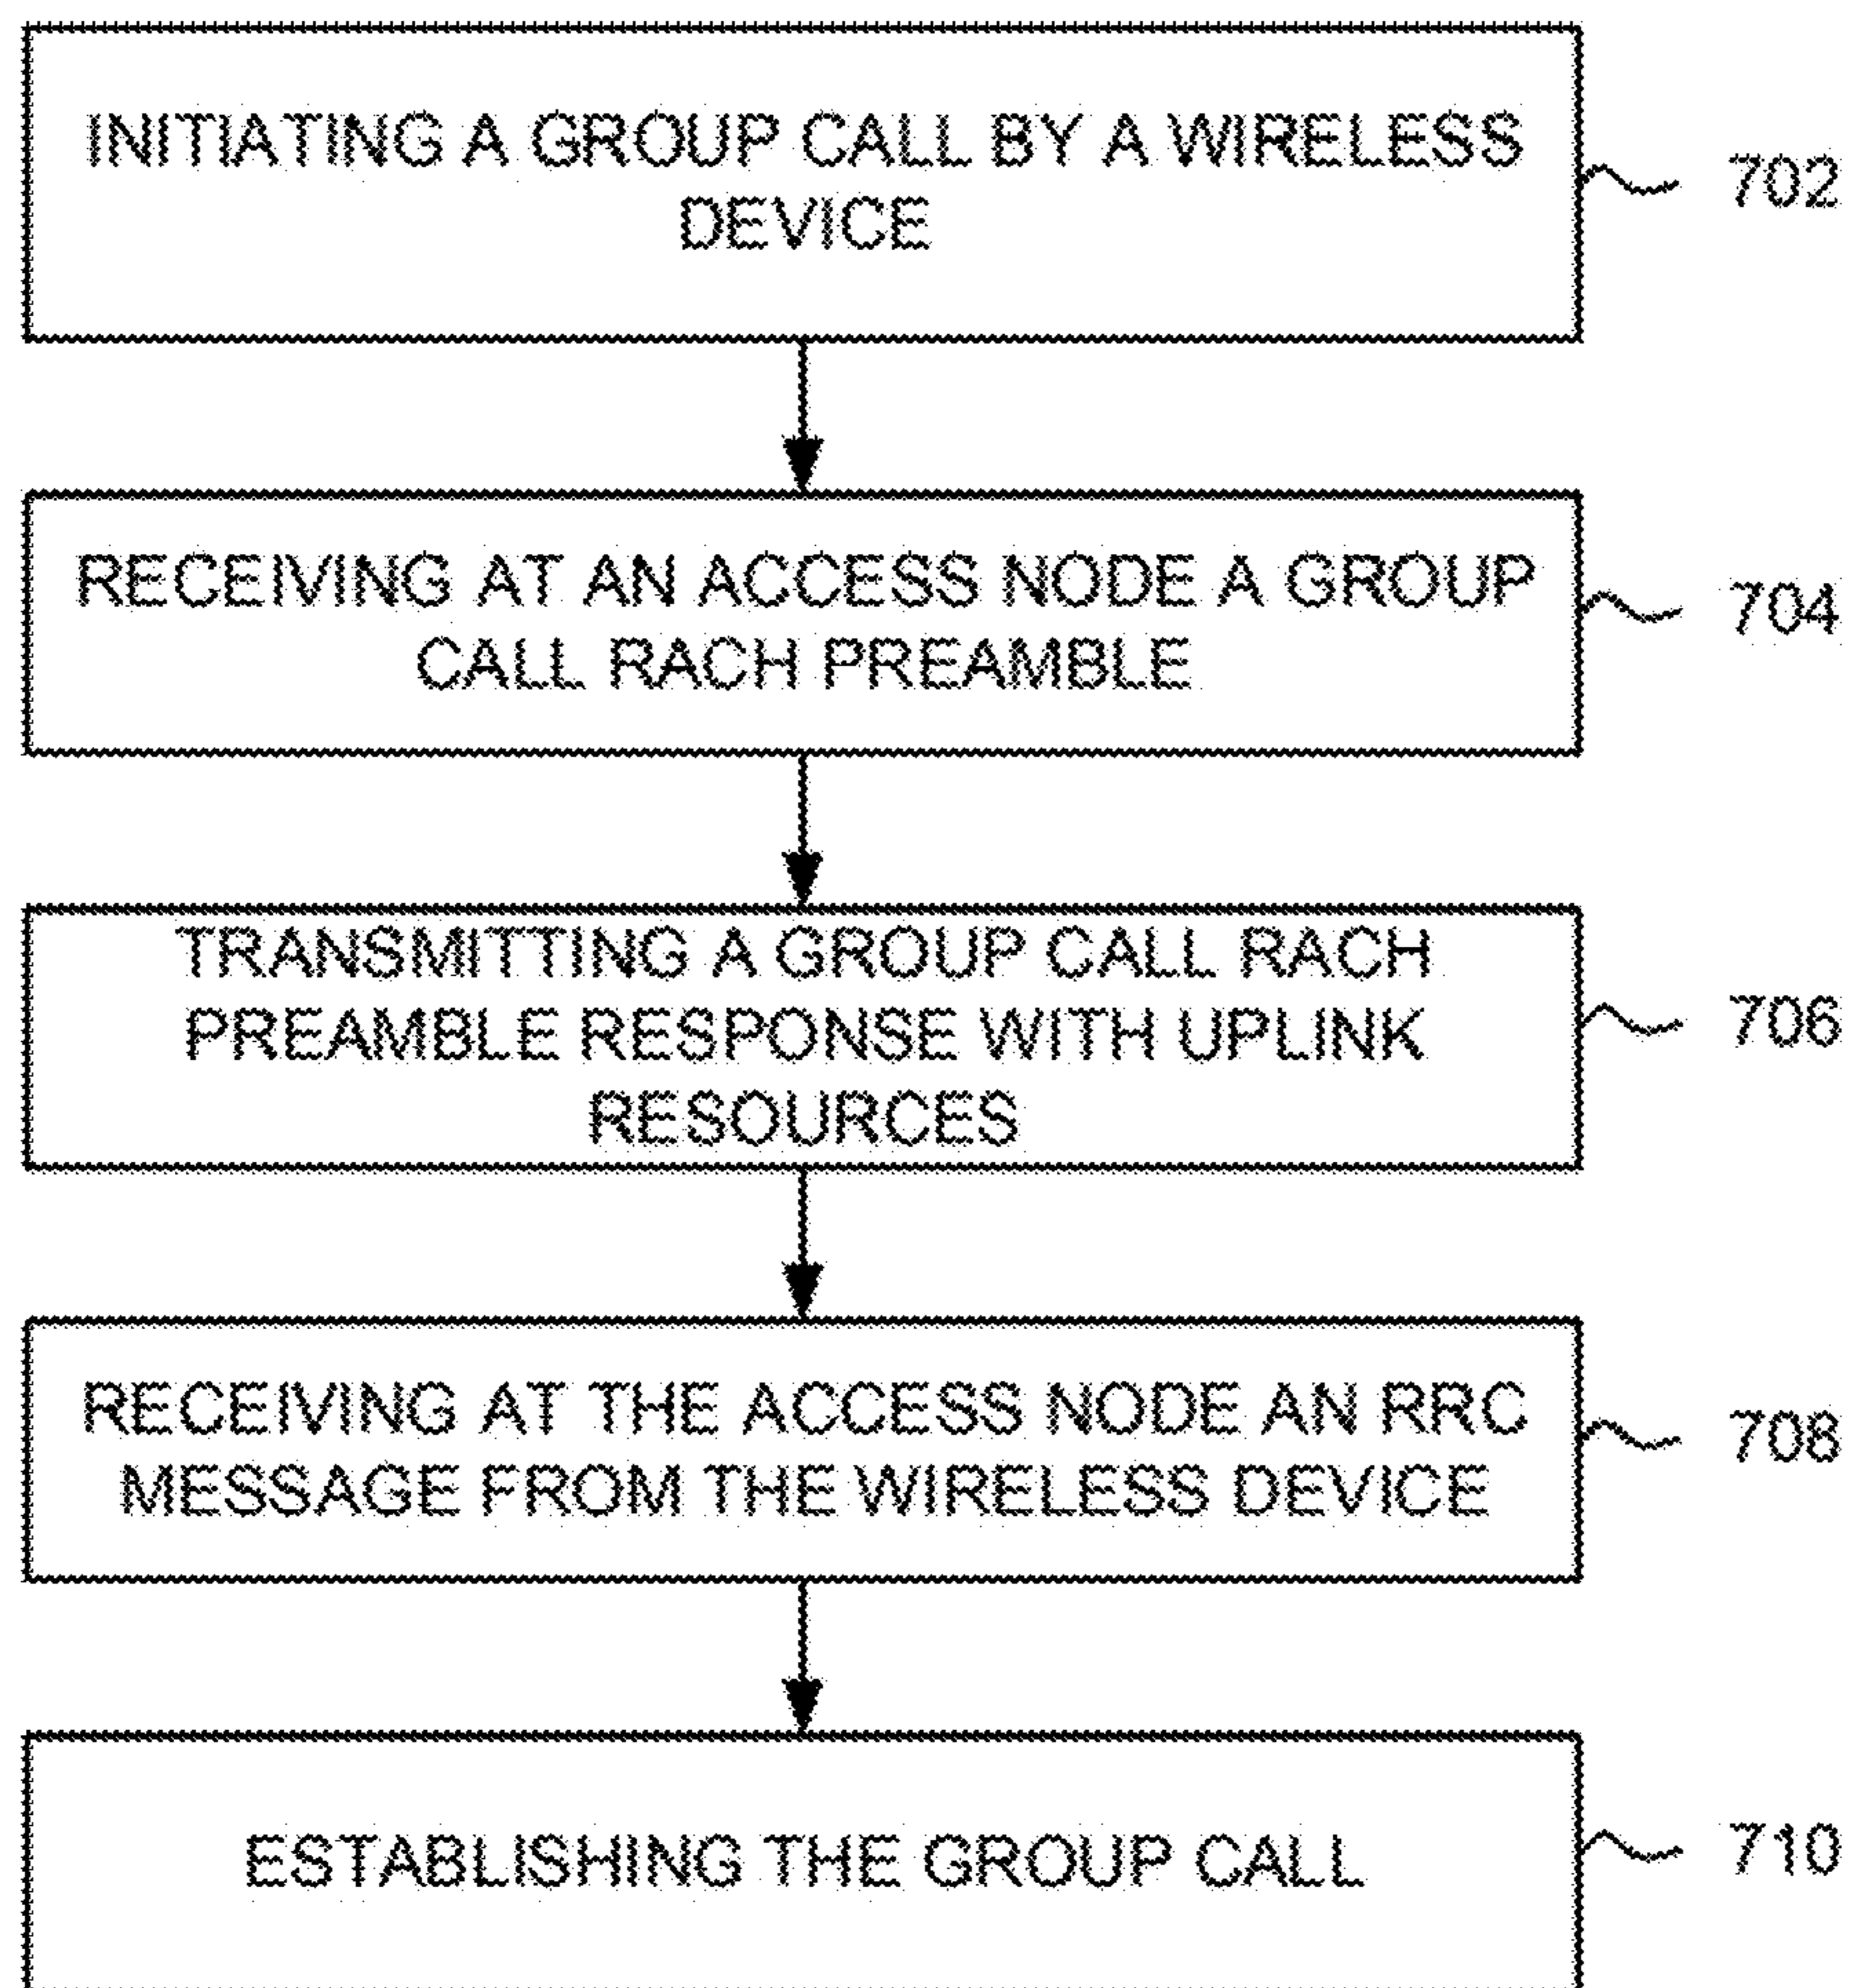 INITIATING A GROUP CALL BY A WIRELESS
DEVICE
702
RECEIVING AT AN ACCESS NODE A GROUP
CALL RACH PREAMBLE
704
TRANSMITTING A GROUP CALL RACH
PREAMBLE RESPONSE WITH UPLINK
RESOURCES
706
RECEIVING AT THE ACCESS NODE AN RRC
MESSAGE FROM THE WIRELESS DEVICE
708
ESTABLISHING THE GROUP CALL
710